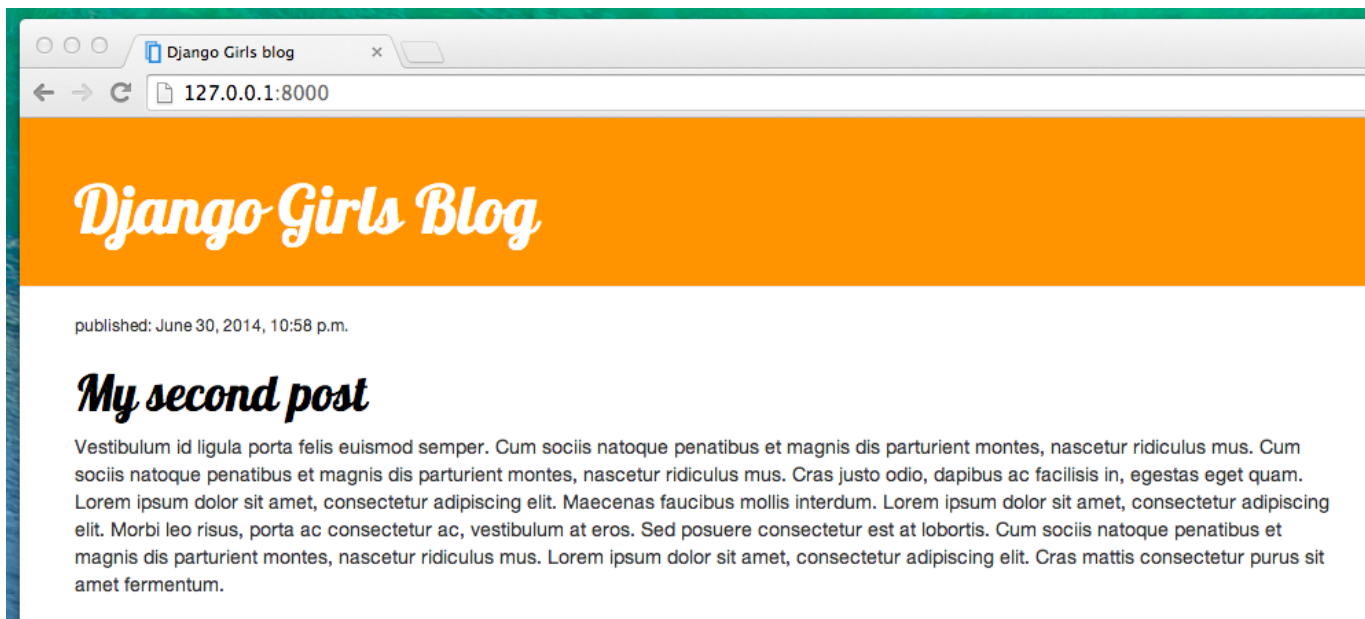 Django Girls blog
127.0.0.1:8000
Django Girls Blog
published: June 30, 2014, 10:58 p.m.
My second post
Vestibulum id ligula porta felis euismod semper. Cum sociis natoque penatibus et magnis dis parturient montes, nascetur ridiculus mus. Cum
sociis natoque penatibus et magnis dis parturient montes, nascetur ridiculus mus. Cras justo odio, dapibus ac facilisis in, egestas eget quam.
Lorem ipsum dolor sit amet, consectetur adipiscing elit. Maecenas faucibus mollis interdum. Lorem ipsum dolor sit amet, consectetur adipiscing
elit. Morbi leo risus, porta ac consectetur ac, vestibulum at eros. Sed posuere consectetur est at lobortis. Cum sociis natoque penatibus et
magnis dis parturient montes, nascetur ridiculus mus. Lorem ipsum dolor sit amet, consectetur adipiscing elit. Cras mattis consectetur purus sit
amet fermentum.